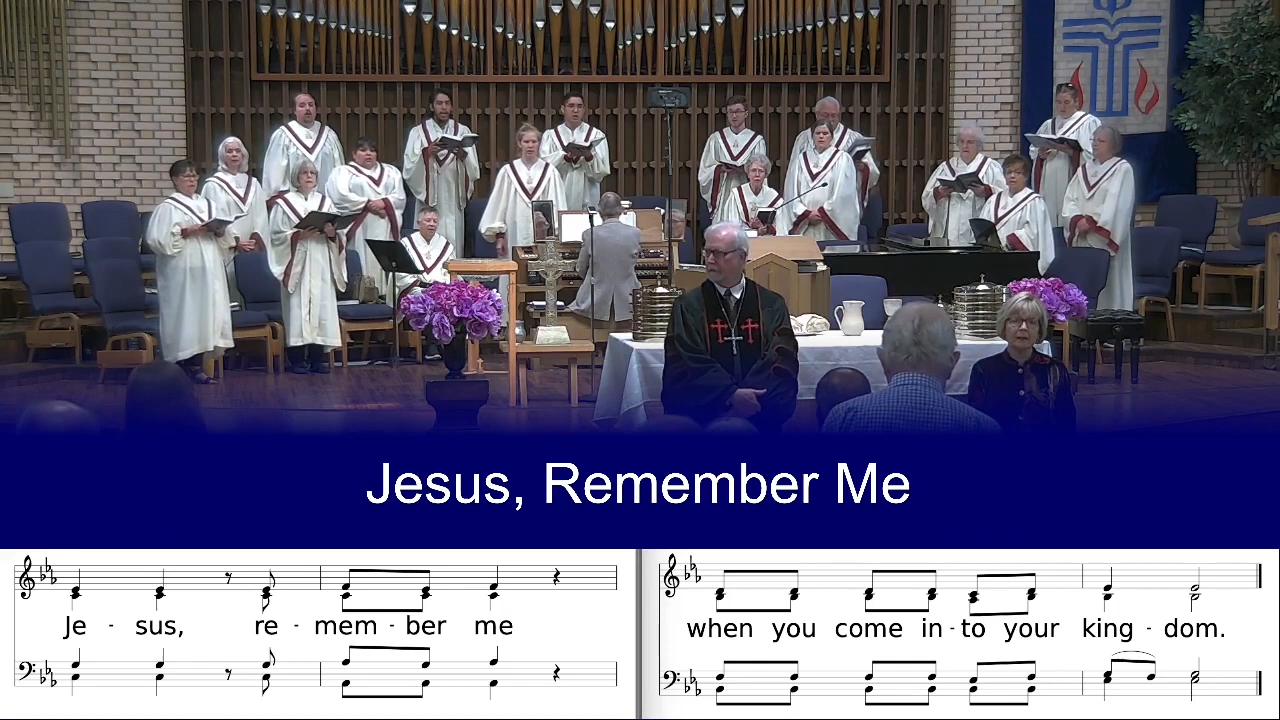 Jesus, Remember Me
Je - sus, re - mem - ber me
when you come in - to your king - dom.